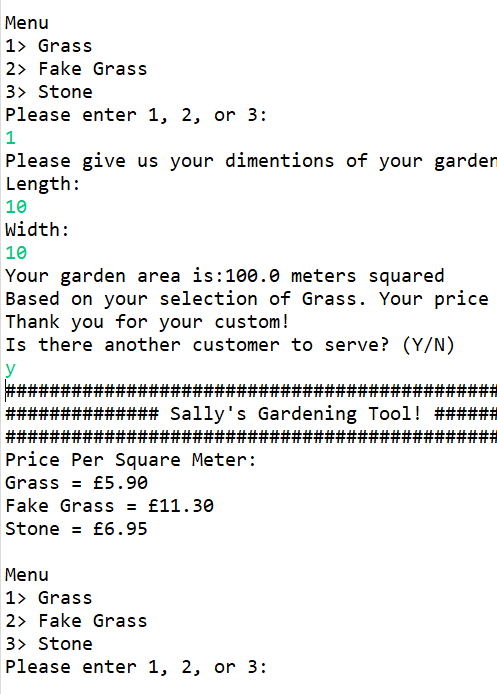 Menu
1> Grass
2> Fake Grass
3> Stone
Please enter 1, 2, or 3:
1
Please give us your dimentions of your garden
Length:
10
Width:
10
Your garden area is:100.0 meters squared
Based on your selection of Grass. Your price
Thank you for your custom!
Is there another customer to serve? (Y/N)
y
#############################################
############## Sally's Gardening Tool! ######
#############################################
Price Per Square Meter:
Grass = £5.90
Fake Grass = £11.30
Stone = £6.95
Menu
1> Grass
2> Fake Grass
3> Stone
Please enter 1, 2, or 3: